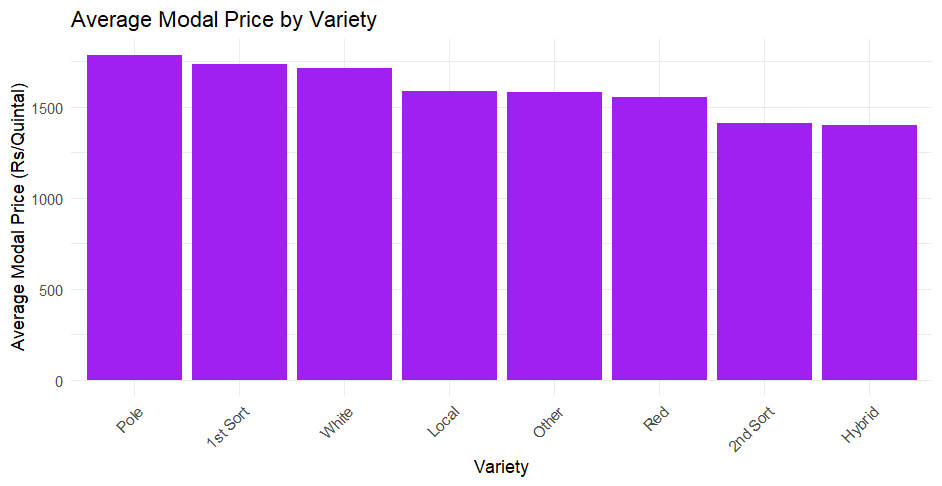 Average Modal Price by Variety
Average Modal Price (Rs/Quintal)
1500
1000
500
0
Pole
1st Sort
White
Local
Other
Red
2nd Sort
Hybrid
Variety